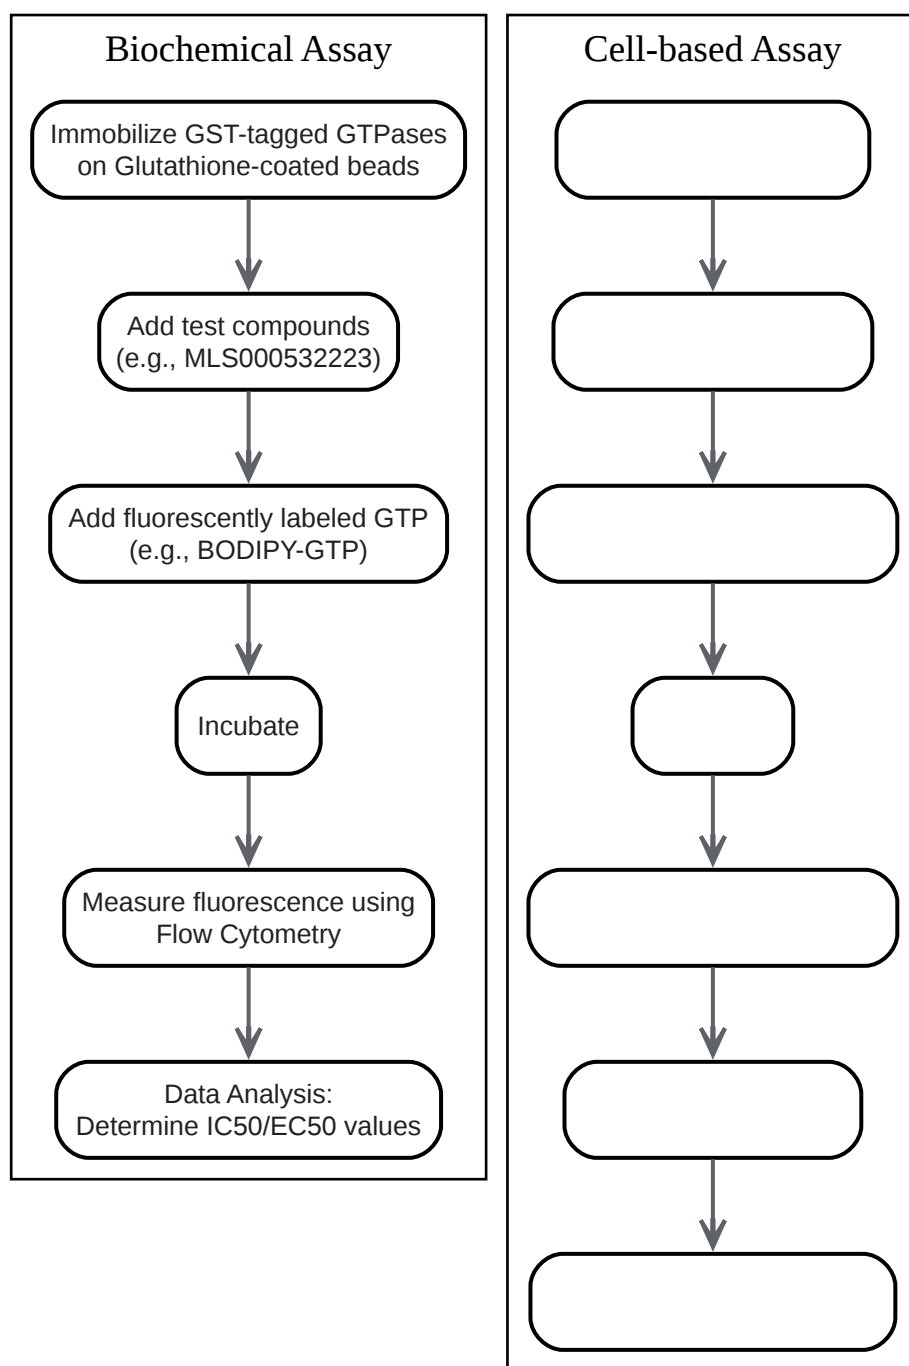 Biochemical Assay
Immobilize GST-tagged GTPases
on Glutathione-coated beads
Add test compounds
(e.g., MLS000532223)
Add fluorescently labeled GTP
(e.g., BODIPY-GTP)
Incubate
Measure fluorescence using
Flow Cytometry
Data Analysis:
Determine IC50/EC50 values
Cell-based Assay